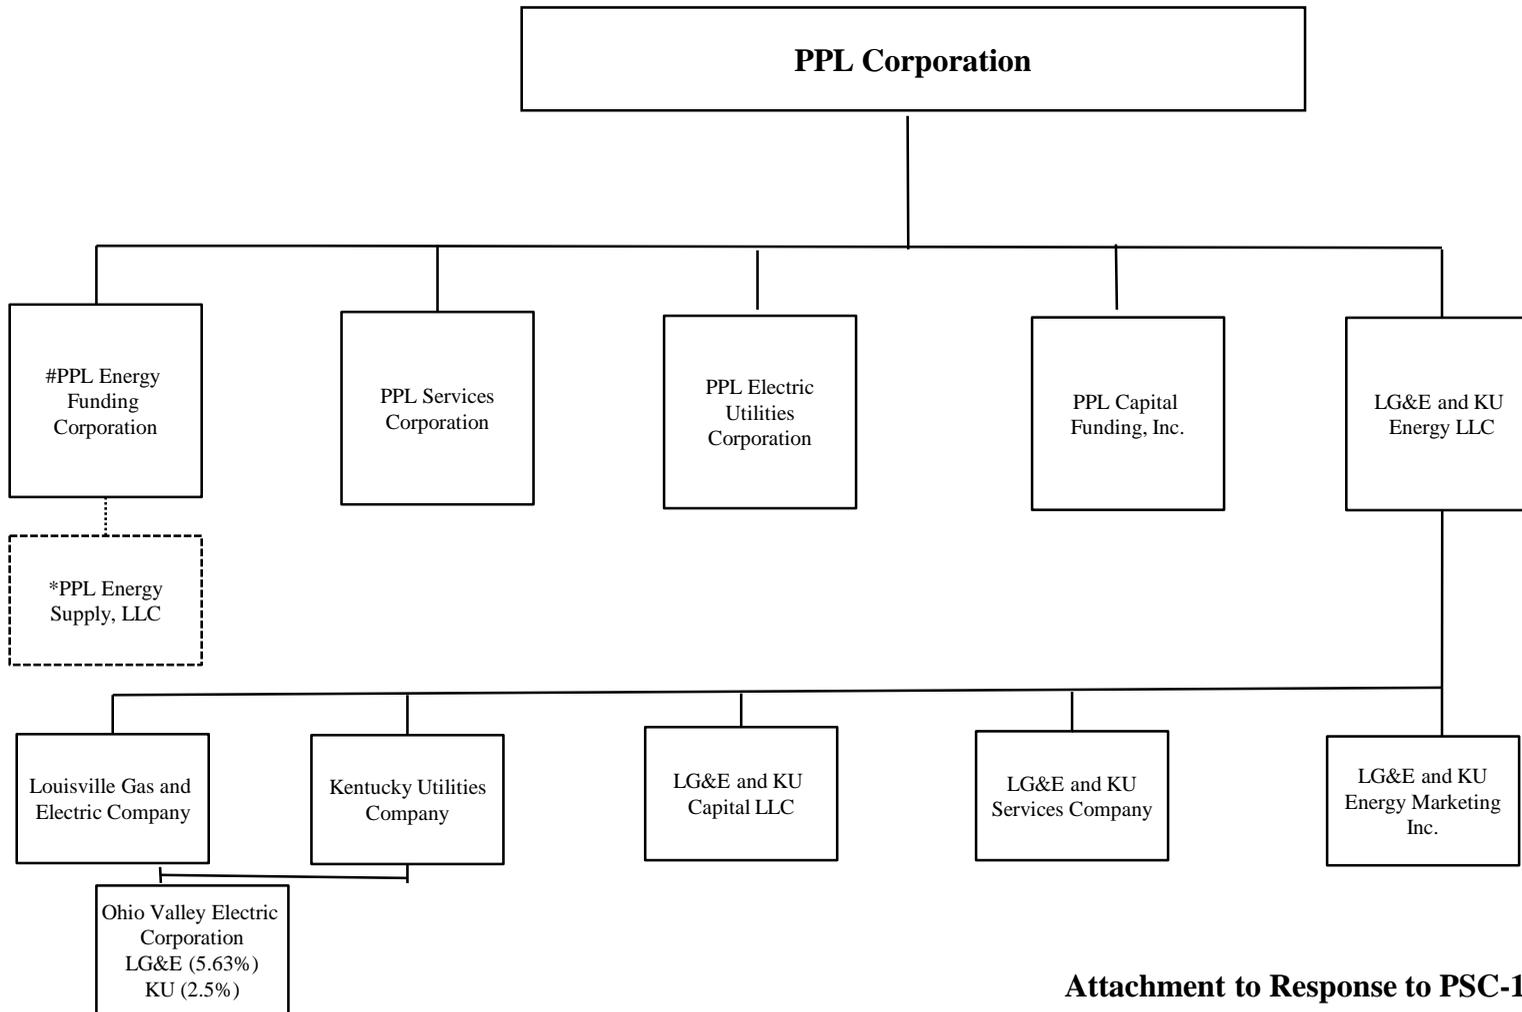 PPL Corporation
#PPL Energy
Funding
Corporation
PPL Services
Corporation
PPL Electric
Utilities
Corporation
PPL Capital
Funding, Inc.
LG&E and KU
Energy LLC
*PPL Energy
Supply, LLC
Louisville Gas and
Electric Company
Kentucky Utilities
Company
LG&E and KU
Capital LLC
LG&E and KU
Services Company
LG&E and KU
Energy Marketing
Inc.
Ohio Valley Electric
Corporation
LG&E (5.63%)
KU (2.5%)
Attachment to Response to PSC-1